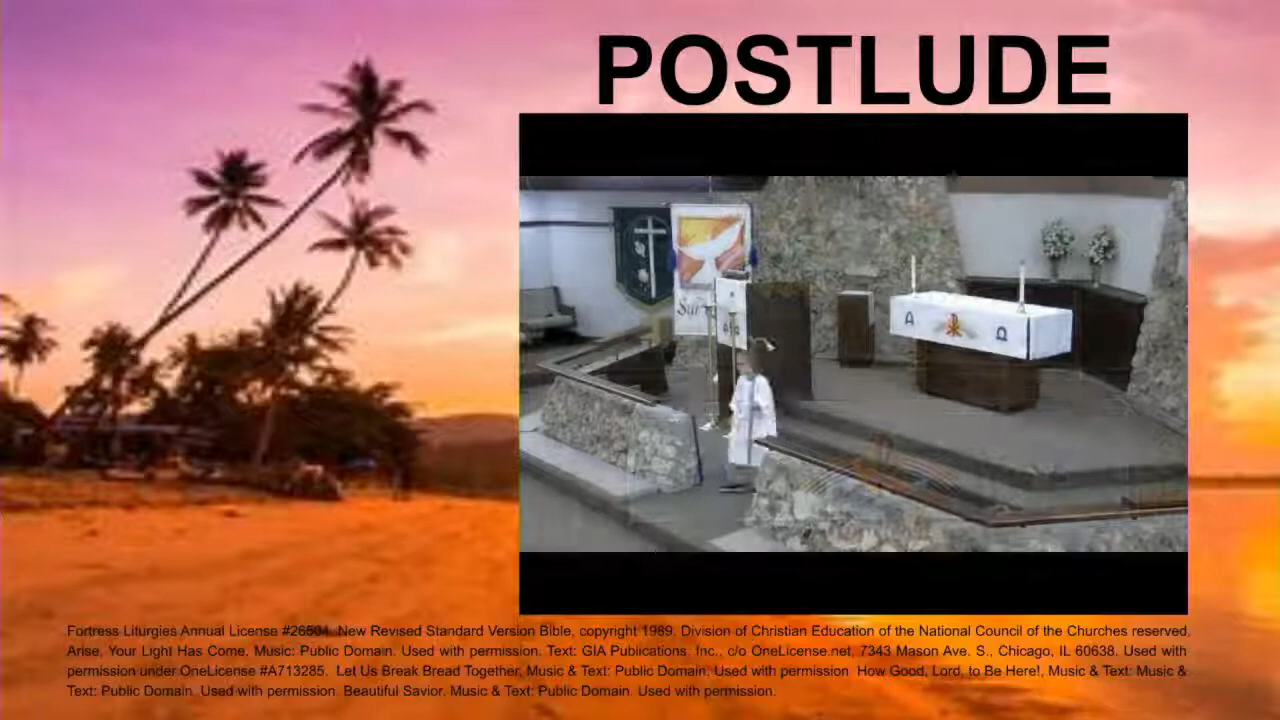 POSTLUDE
Α
Ω
Fortress Liturgies Annual License #26504. New Revised Standard Version Bible, copyright 1989. Division of Christian Education of the National Council of the Churches reserved.
Arise, Your Light Has Come, Music: Public Domain. Used with permission. Text: GIA Publications. Inc., c/o OneLicense.net, 7343 Mason Ave. S., Chicago, IL 60638. Used with
permission under OneLicense #A713285. Let Us Break Bread Together, Music & Text: Public Domain. Used with permission How Good, Lord, to Be Here!, Music & Text: Music &
Text: Public Domain. Used with permission. Beautiful Savior. Music & Text: Public Domain. Used with permission.